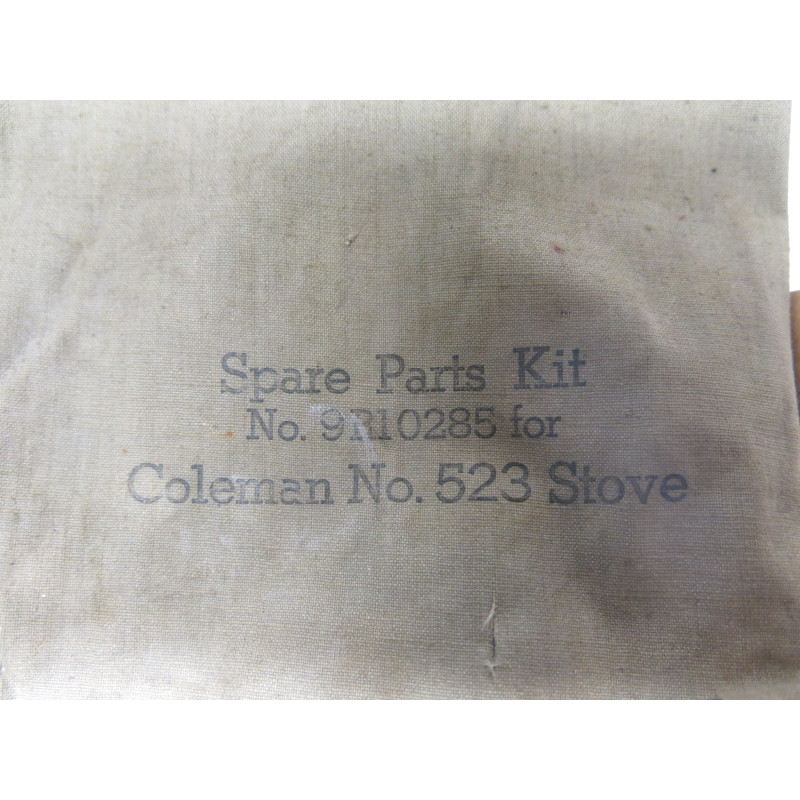 Spare Parts Kit
No. 9R10285 for
Coleman No. 523 Stove